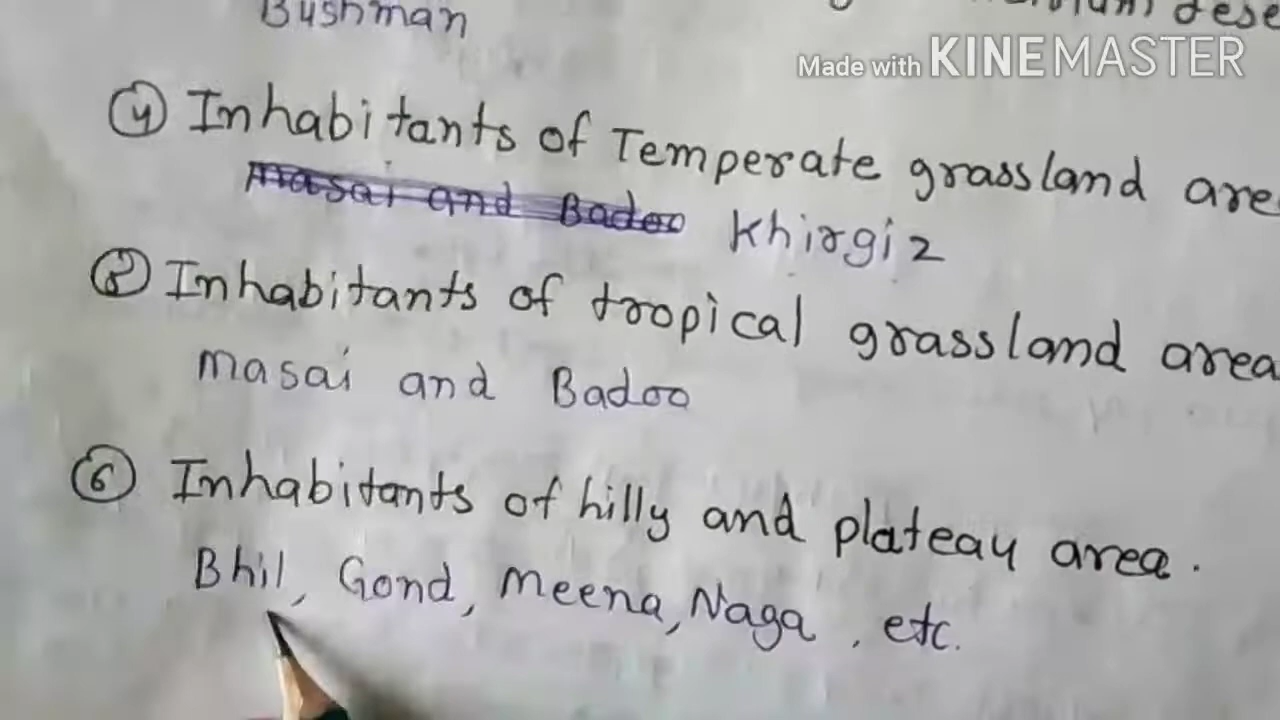 Bushman
Made with KINEMASTER
④ Inhabitants of Temperate grassland are
masai and Badoo Khirgiz
⑤ Inhabitants of tropical grassland area
masai and Badoo
⑥ Inhabitants of hilly and plateau area.
Bhil, Gond, Meena, Naga, etc.